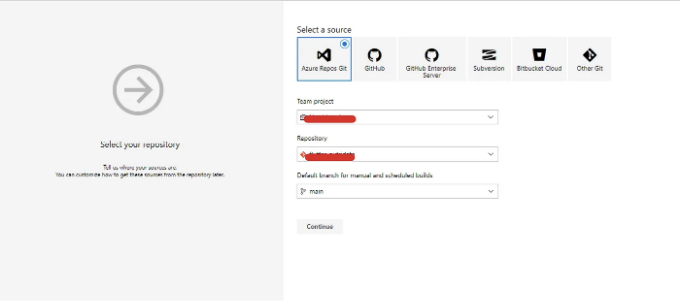 Select a source
Azure Repos Git
GitHub
GitHub Enterprise
Server
Subversion
Bitbucket Cloud
Other Git
Team project
Select your repository
Repository
Tell us where your sources are.
You can customize how to get these sources from the repository later.
Default branch for manual and scheduled builds
main
Continue